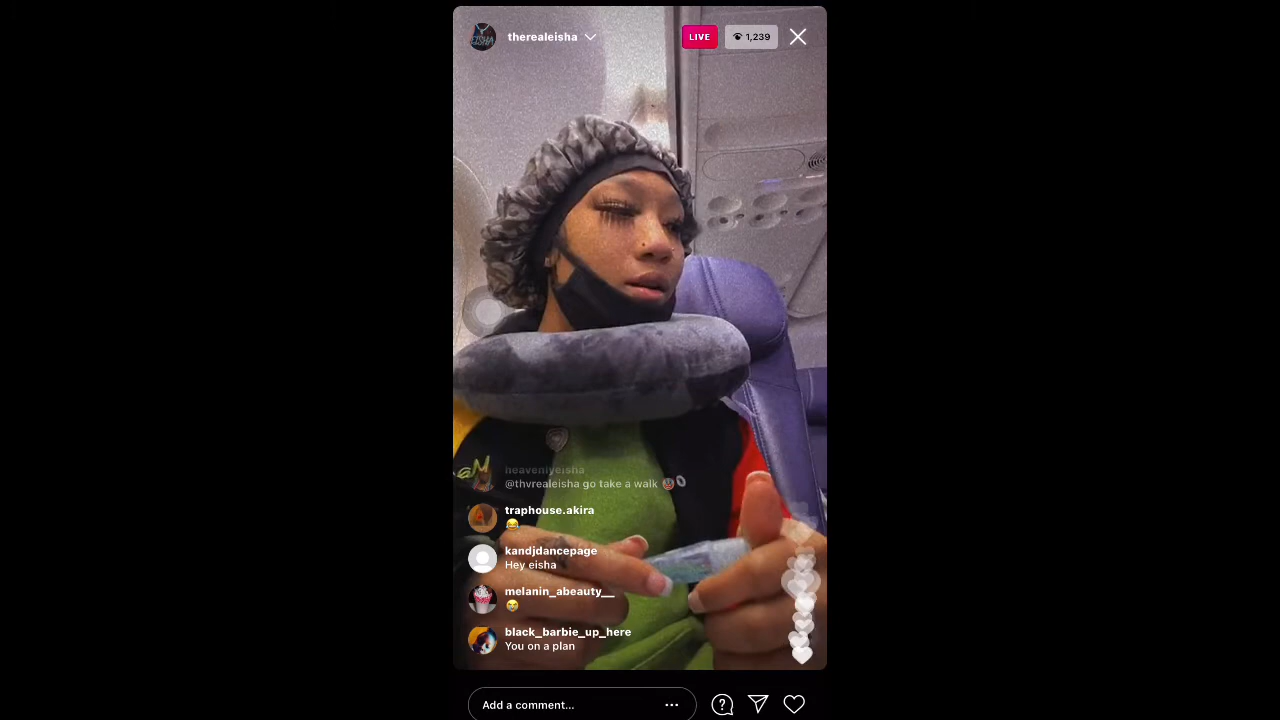 therealeisha
LIVE
1,239
heavenlyeisha
@thvrealeisha go take a walk
traphouse.akira
😂
kandjdancepage
Hey eisha
melanin_abeauty__
😭
black_barbie_up_here
You on a plan
Add a comment...